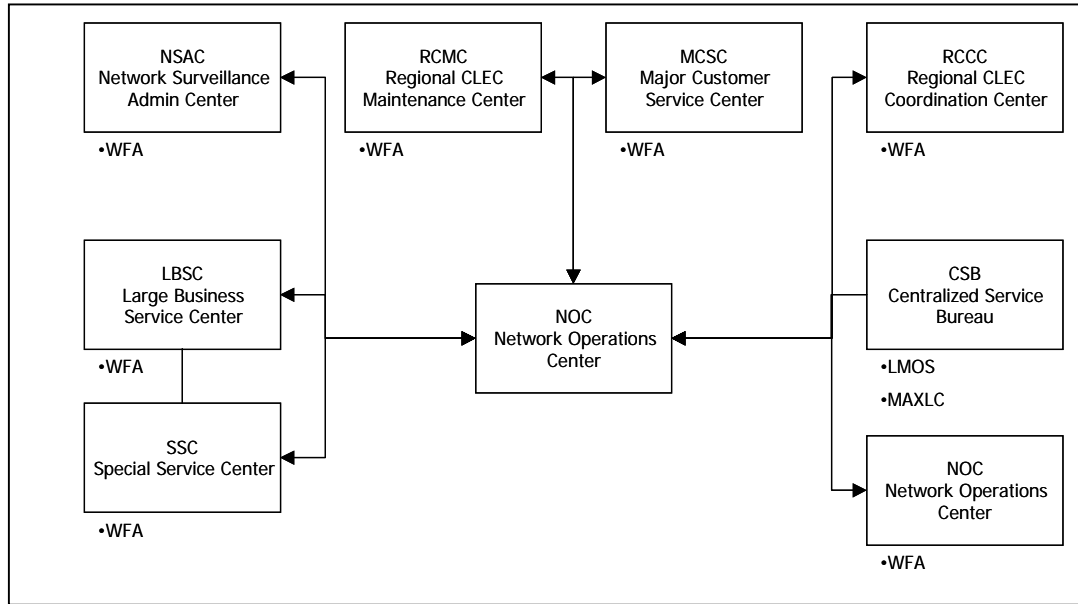 NSAC
Network Surveillance
Admin Center
•WFA
RCMC
Regional CLEC
Maintenance Center
•WFA
MCSC
Major Customer
Service Center
•WFA
RCCC
Regional CLEC
Coordination Center
•WFA
LBSC
Large Business
Service Center
•WFA
NOC
Network Operations
Center
CSB
Centralized Service
Bureau
•LMOS
•MAXLC
SSC
Special Service Center
•WFA
NOC
Network Operations
Center
•WFA